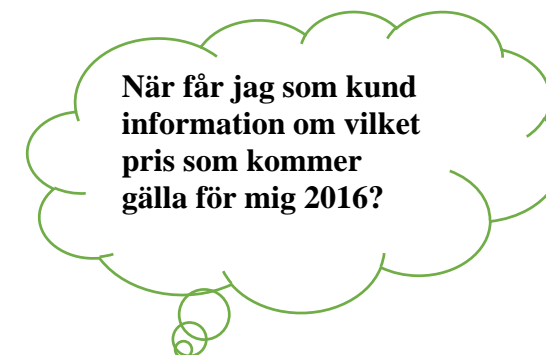 När får jag som kund
information om vilket
pris som kommer
gälla för mig 2016?